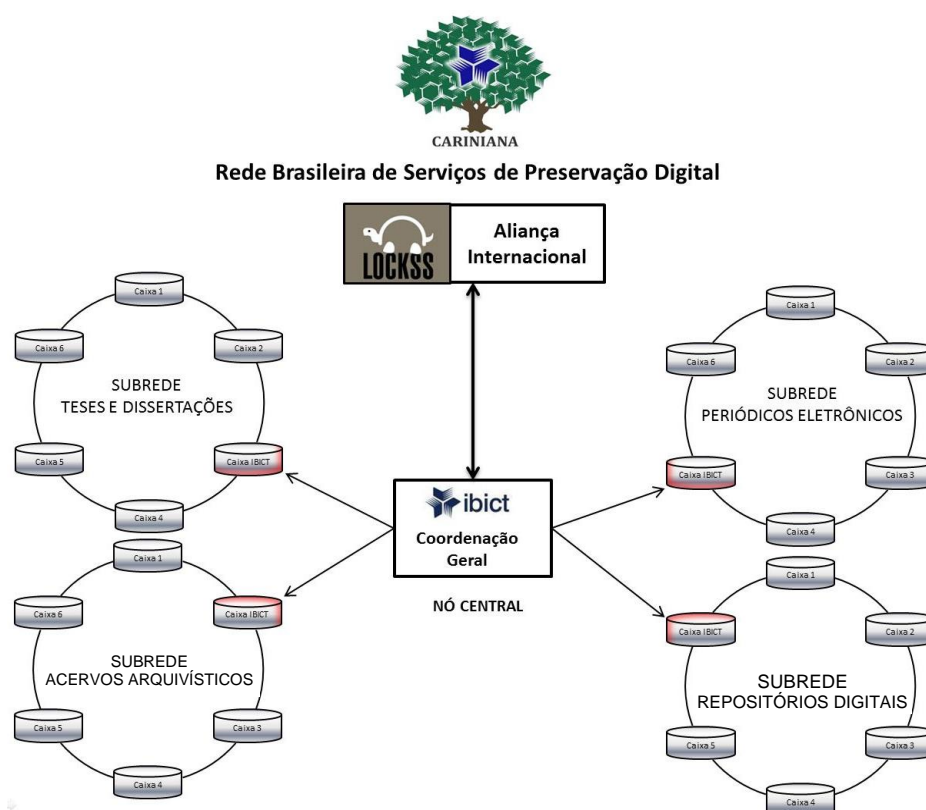 CARINIANA
Rede Brasileira de Serviços de Preservação Digital
LOCKSS
Aliança
Internacional
Caixa 1
Caixa 6
Caixa 2
SUBREDE
TESES E DISSERTAÇÕES
Caixa 5
Caixa IBICT
Caixa 4
Caixa 1
Caixa 6
Caixa 2
SUBREDE
PERIÓDICOS ELETRÔNICOS
Caixa IBICT
Caixa 3
Caixa 4
ibict
Coordenação
Geral
NÓ CENTRAL
Caixa 1
Caixa 6
Caixa IBICT
SUBREDE
ACERVOS ARQUIVÍSTICOS
Caixa 5
Caixa 3
Caixa 4
Caixa 1
Caixa IBICT
Caixa 2
SUBREDE
REPOSITÓRIOS DIGITAIS
Caixa 5
Caixa 3
Caixa 4